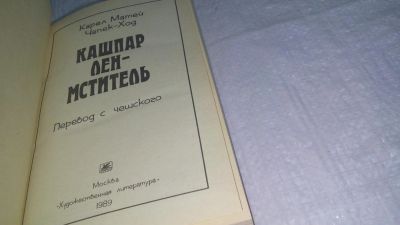 Карел Матей
Чапек-Ход
КАШПАР
ЛЕН-
МСТИТЕЛЬ
Перевод с чешского
Москва
«Художественная литература»
1989